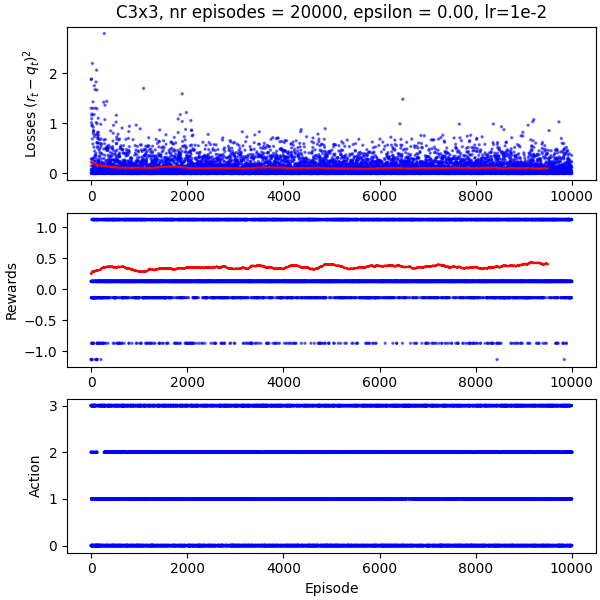 C3x3, nr episodes = 20000, epsilon = 0.00, lr=1e-2
Losses $(r_t - q_t)^2$
2
1
0
0 2000 4000 6000 8000 10000
Rewards
1.0
0.5
0.0
−0.5
−1.0
0 2000 4000 6000 8000 10000
Action
3
2
1
0
0 2000 4000 6000 8000 10000
Episode